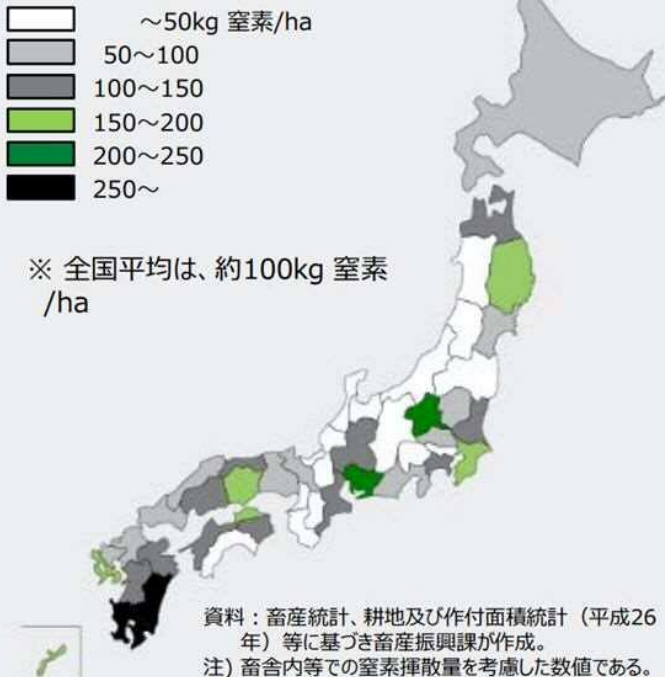 ～50kg 窒素/ha
50～100
100～150
150～200
200～250
250～
※ 全国平均は、約100kg 窒素
/ha
資料：畜産統計、耕地及び作付面積統計（平成26
年）等に基づき畜産振興課が作成。
注) 畜舎内等での窒素揮散量を考慮した数値である。